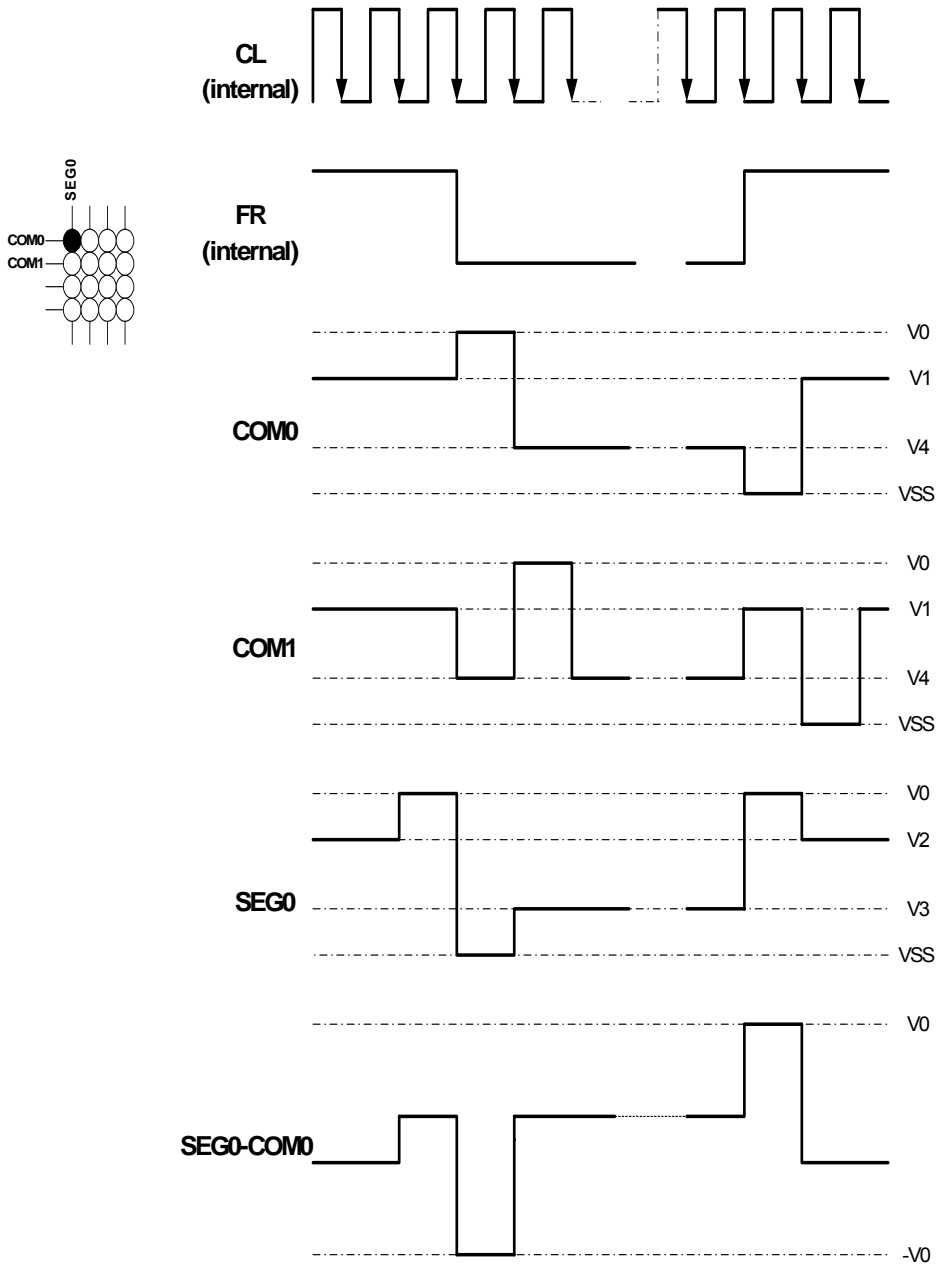 CL
(internal)
SEG0
COM0
COM1
FR
(internal)
V0
V1
COM0
V4
VSS
V0
V1
COM1
V4
VSS
V0
V2
SEG0
V3
VSS
V0
SEG0-COM0
-V0